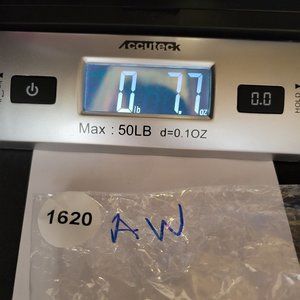 Accuteck
0 lb 7.7 oz
0.0
HOLD
Max : 50LB d=0.1OZ
1620 AW